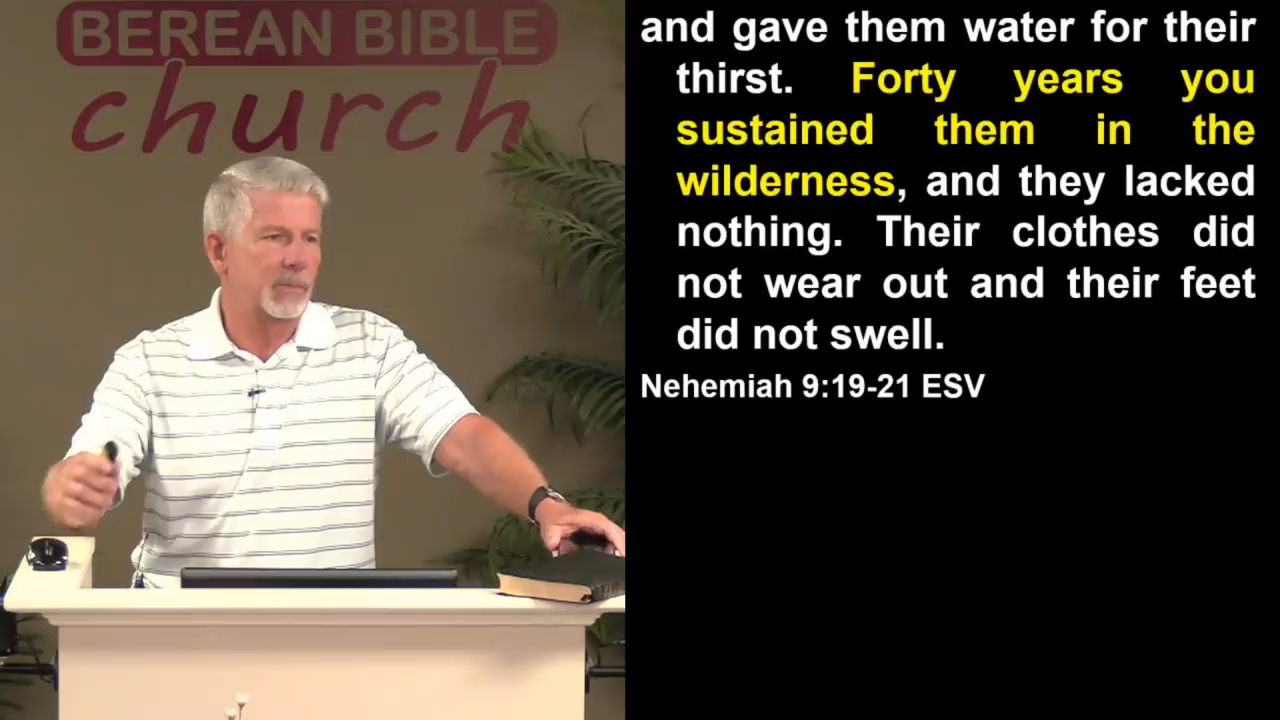 BEREAN BIBLE
church
and gave them water for their
thirst. Forty years you
sustained them in the
wilderness, and they lacked
nothing. Their clothes did
not wear out and their feet
did not swell.
Nehemiah 9:19-21 ESV